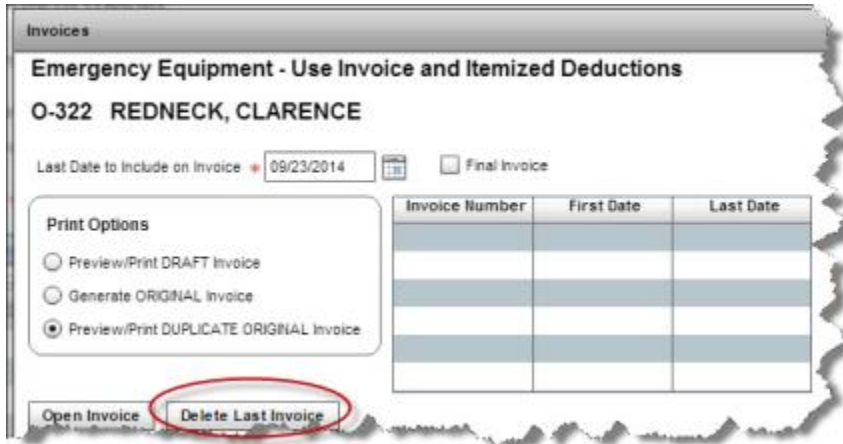 Invoices
Emergency Equipment - Use Invoice and Itemized Deductions
O-322 REDNECK, CLARENCE
Last Date to Include on Invoice * 09/23/2014 Final Invoice
Print Options
Preview/Print DRAFT Invoice
Generate ORIGINAL Invoice
Preview/Print DUPLICATE ORIGINAL Invoice
Invoice Number First Date Last Date
Open Invoice Delete Last Invoice